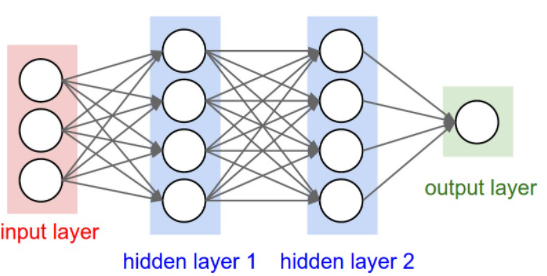 input layer
hidden layer 1
hidden layer 2
output layer